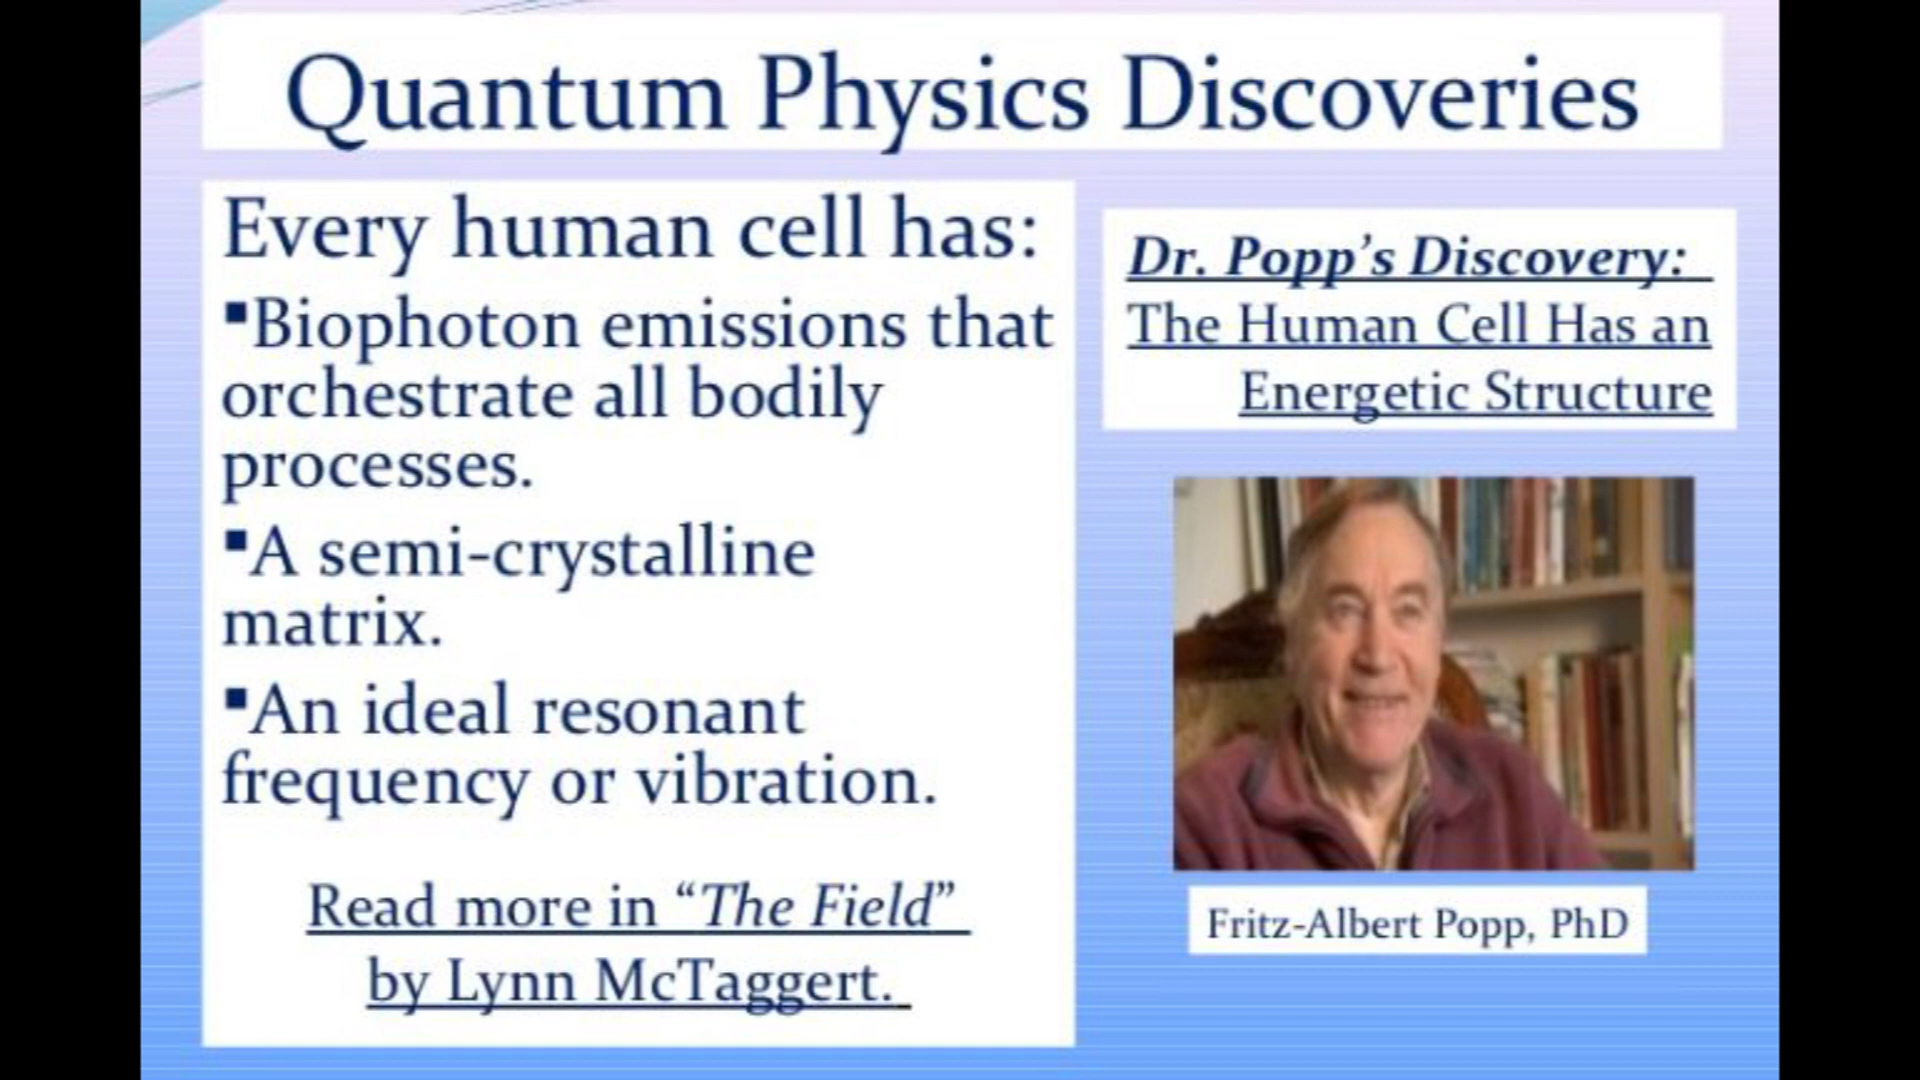 Quantum Physics Discoveries
Every human cell has:
▪Biophoton emissions that
orchestrate all bodily
processes.
▪A semi-crystalline
matrix.
▪An ideal resonant
frequency or vibration.
Read more in “The Field”
by Lynn McTaggert.
Dr. Popp’s Discovery:
The Human Cell Has an
Energetic Structure
Fritz-Albert Popp, PhD